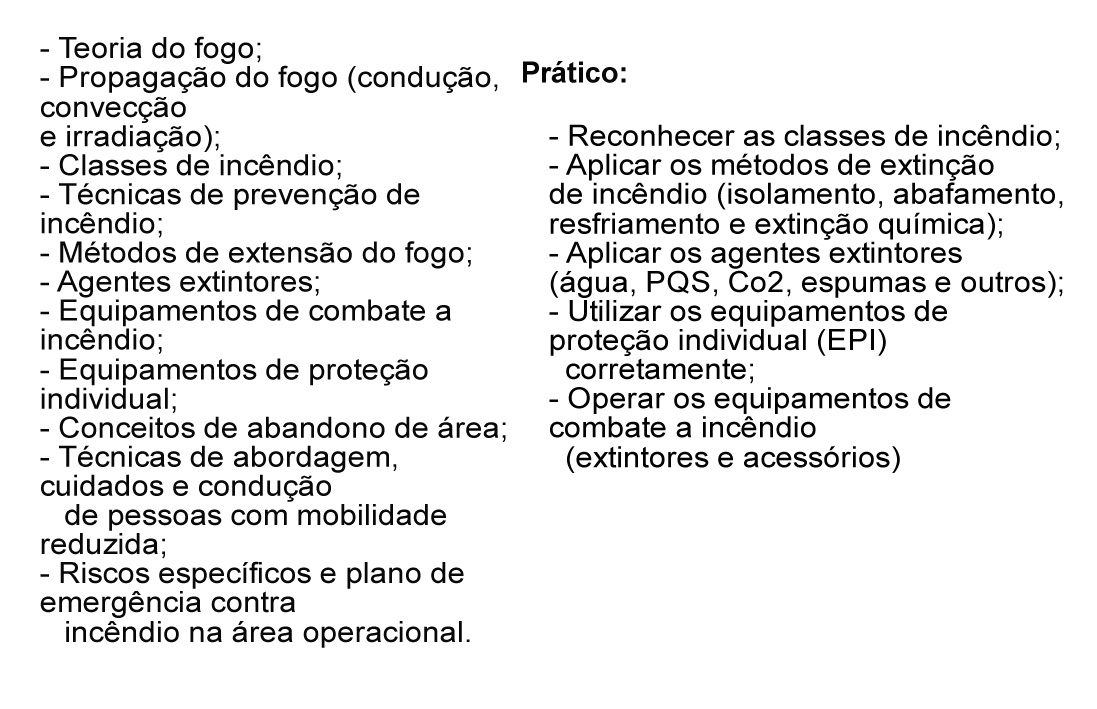 - Teoria do fogo;
- Propagação do fogo (condução,
convecção
e irradiação);
- Classes de incêndio;
- Técnicas de prevenção de
incêndio;
- Métodos de extensão do fogo;
- Agentes extintores;
- Equipamentos de combate a
incêndio;
- Equipamentos de proteção
individual;
- Conceitos de abandono de área;
- Técnicas de abordagem,
cuidados e condução
de pessoas com mobilidade
reduzida;
- Riscos específicos e plano de
emergência contra
incêndio na área operacional.
Prático:
- Reconhecer as classes de incêndio;
- Aplicar os métodos de extinção
de incêndio (isolamento, abafamento,
resfriamento e extinção química);
- Aplicar os agentes extintores
(água, PQS, Co2, espumas e outros);
- Utilizar os equipamentos de
proteção individual (EPI)
corretamente;
- Operar os equipamentos de
combate a incêndio
(extintores e acessórios)